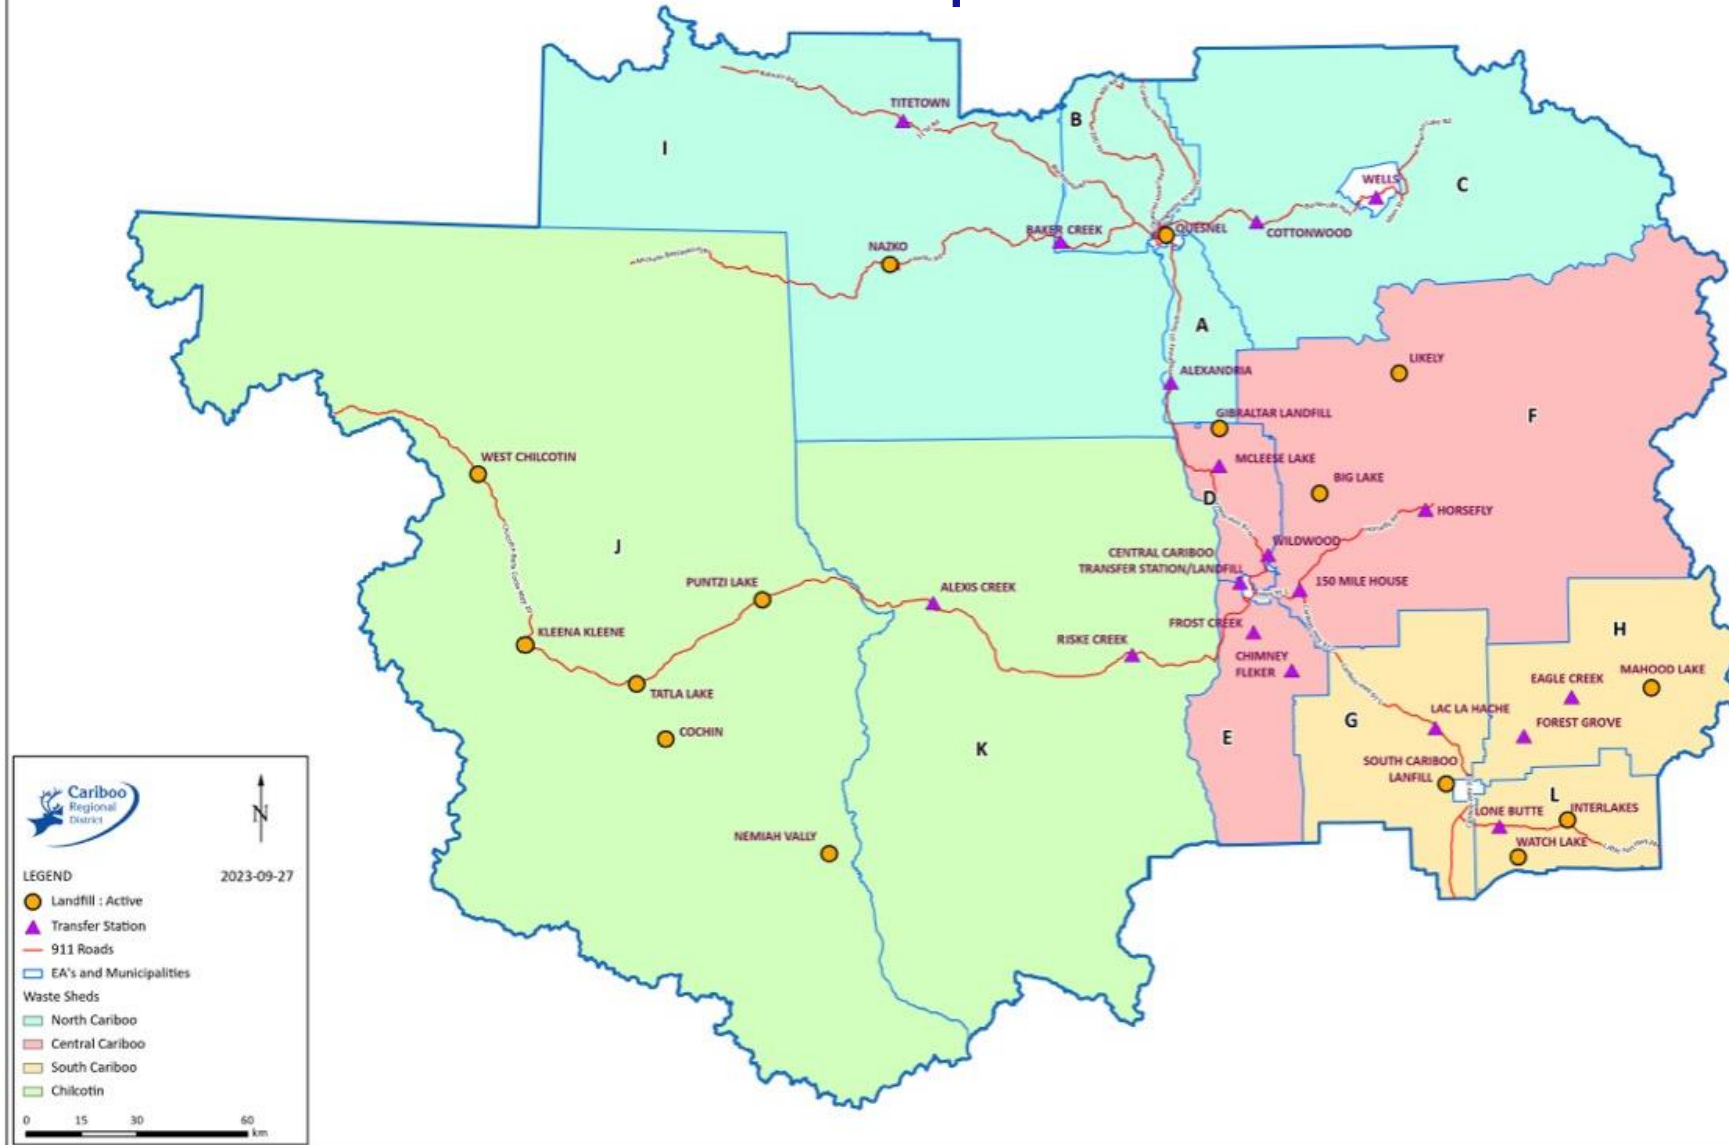 TITETOWN
B
I
WELLS
C
BAKER CREEK
QUESNEL
COTTONWOOD
NAZKO
A
LIKELY
ALEXANDRIA
GIBRALTAR LANDFILL
F
WEST CHILCOTIN
MCLEESE LAKE
BIG LAKE
D
HORSEFLY
J
WILDWOOD
CENTRAL CARIBOO
TRANSFER STATION/LANDFILL
PUNTZI LAKE
ALEXIS CREEK
150 MILE HOUSE
FROST CREEK
KLEENA KLEENE
RISKE CREEK
H
CHIMNEY
FLEKER
MAHOOD LAKE
EAGLE CREEK
TATLA LAKE
LAC LA HACHE
G
FOREST GROVE
COCHIN
E
K
SOUTH CARIBOO
LANFILL
L
INTERLAKES
LONE BUTTE
NEMIAH VALLY
WATCH LAKE
Cariboo
Regional
District
N
LEGEND
2023-09-27
Landfill : Active
Transfer Station
911 Roads
EA's and Municipalities
Waste Sheds
North Cariboo
Central Cariboo
South Cariboo
Chilcotin
0 15 30 60
km